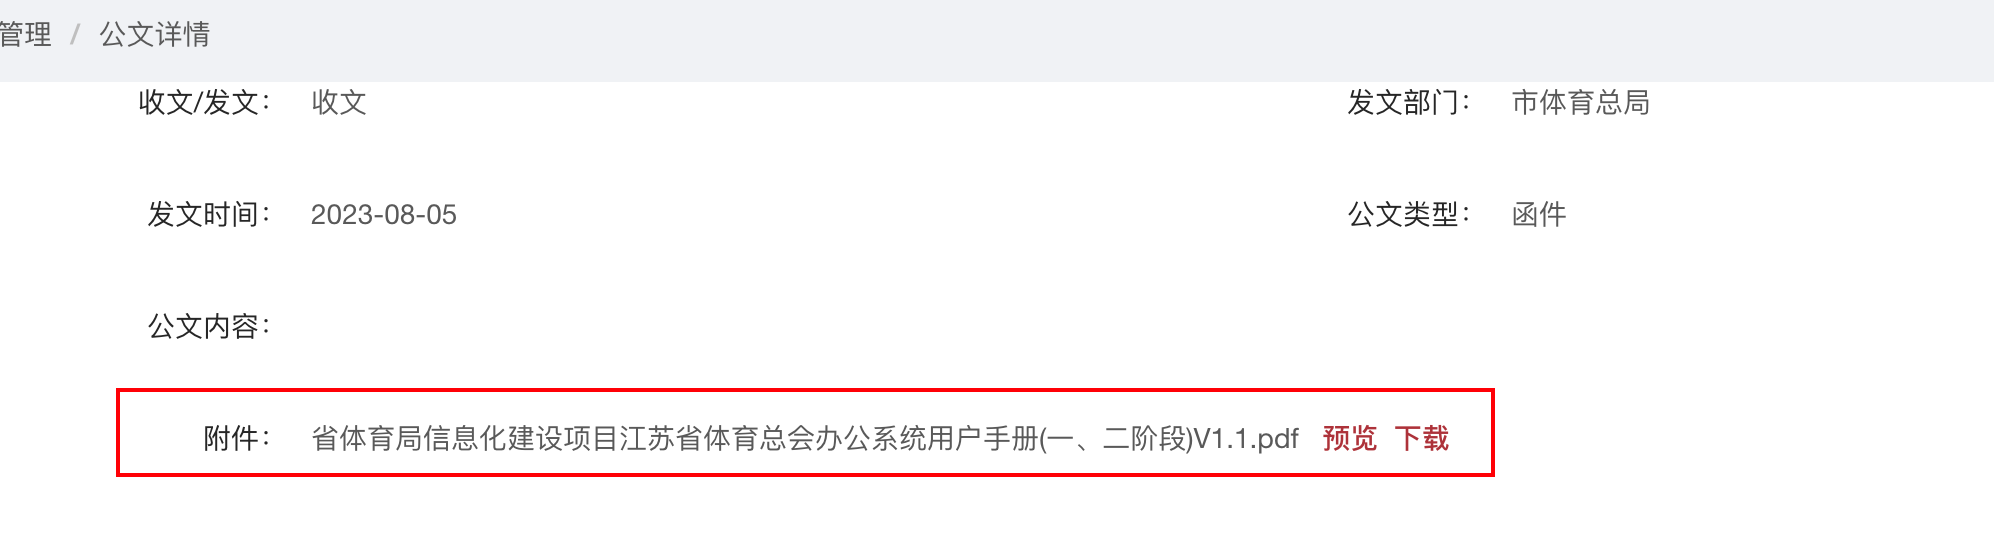 管理 / 公文详情
收文/发文： 收文 发文部门： 市体育总局
发文时间： 2023-08-05 公文类型： 函件
公文内容：
附件： 省体育局信息化建设项目江苏省体育总会办公系统用户手册(一、二阶段)V1.1.pdf 预览 下载